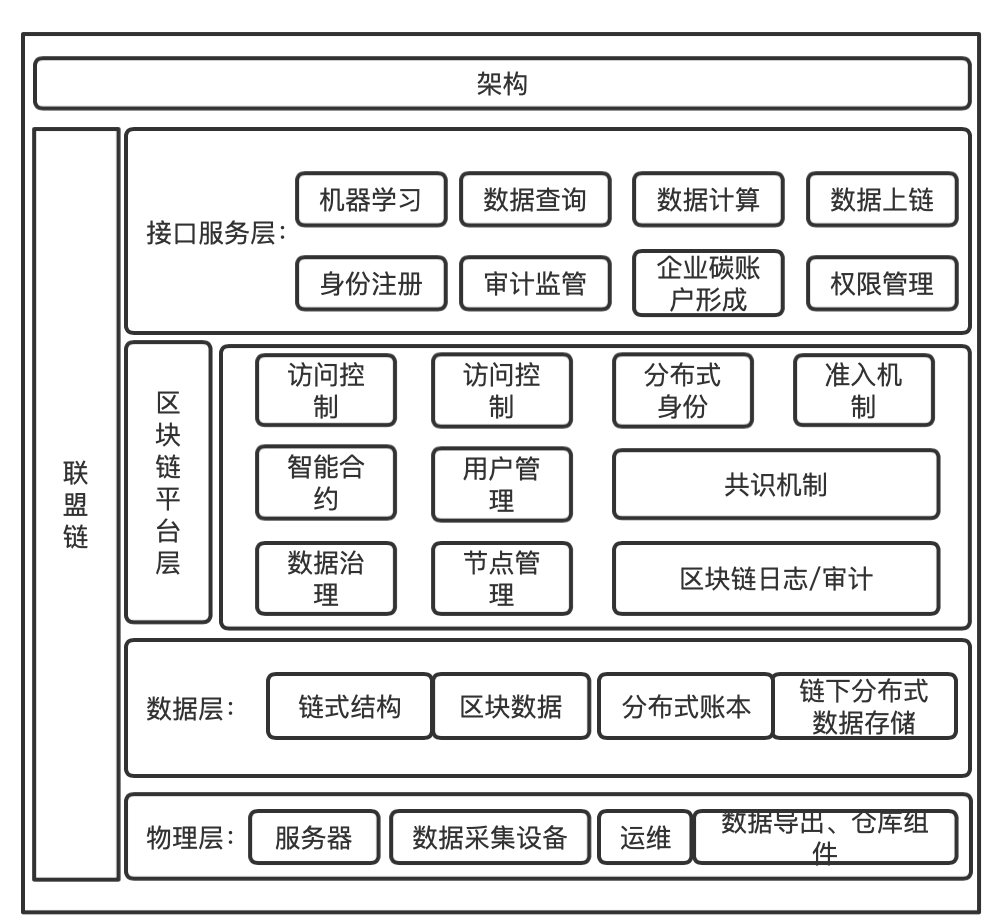 架构
联
盟
链
接口服务层：
机器学习
数据查询
数据计算
数据上链
身份注册
审计监管
企业碳账
户形成
权限管理
区
块
链
平
台
层
访问控
制
访问控
制
分布式
身份
准入机
制
智能合
约
用户管
理
共识机制
数据治
理
节点管
理
区块链日志/审计
数据层：
链式结构
区块数据
分布式账本
链下分布式
数据存储
物理层：
服务器
数据采集设备
运维
数据导出、仓库组
件